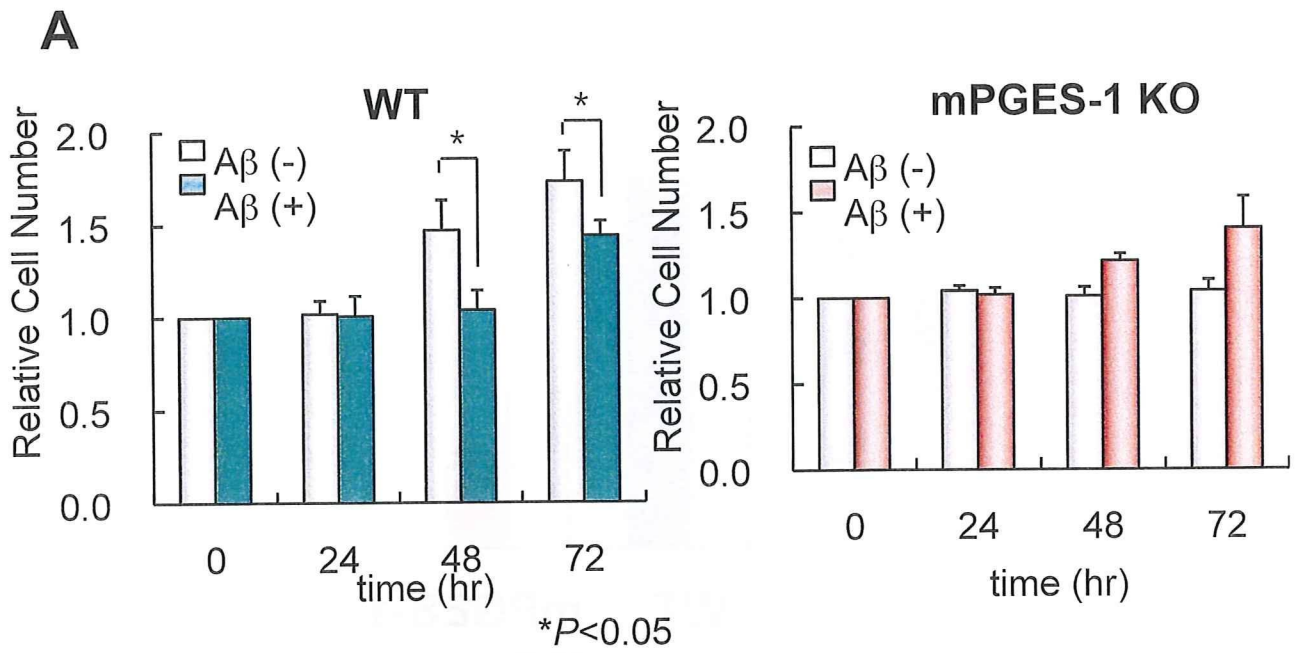 A
WT
Relative Cell Number
2.0
1.5
1.0
0.5
0.0
Aβ (-)
Aβ (+)
*
*
0 24 48 72
time (hr)
*P<0.05
mPGES-1 KO
Relative Cell Number
2.0
1.5
1.0
0.5
0.0
Aβ (-)
Aβ (+)
0 24 48 72
time (hr)